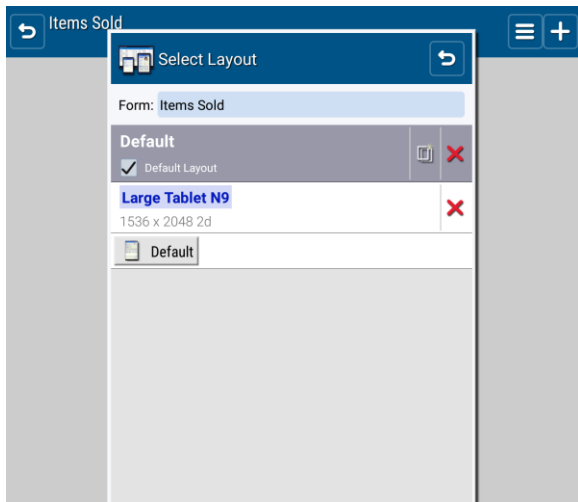 Items Sold
Select Layout
Form: Items Sold
Default
Default Layout
Large Tablet N9
1536 x 2048 2d
Default